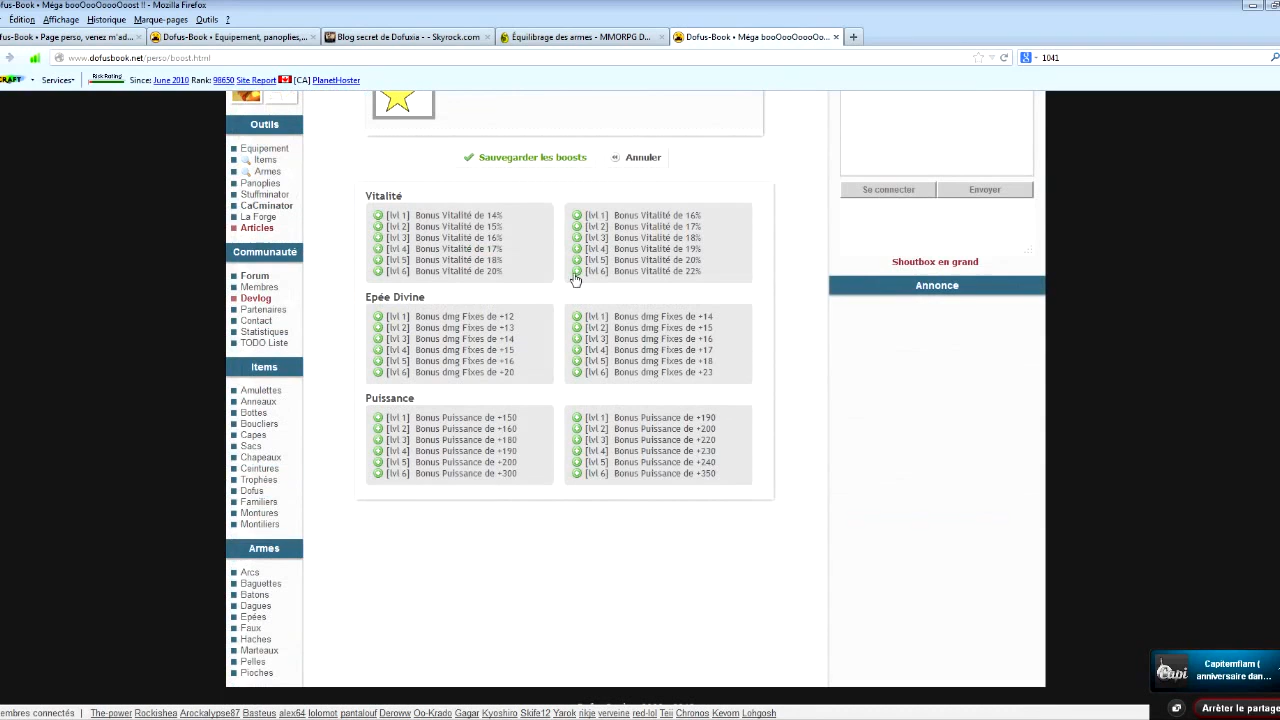 ofus-Book • Méga booOooOoooOoost !! - Mozilla Firefox
Édition Affichage Historique Marque-pages Outils ?
ofus-Book • Page perso, venez m'ad...
Dofus-Book • Equipement, panoplies,...
Blog secret de Dofuxia - - Skyrock.com
Équilibrage des armes - MMORPG D...
Dofus-Book • Méga booOooOoooOo...
www.dofusbook.net/perso/boost.html
1041
CRAFT Services Risk Rating Since: June 2010 Rank: 98650 Site Report [CA] PlanetHoster
Outils
Equipement
Items
Armes
Panoplies
Stuffminator
CaCminator
La Forge
Articles
Communauté
Forum
Membres
Devlog
Partenaires
Contact
Statistiques
TODO Liste
Items
Amulettes
Anneaux
Bottes
Boucliers
Capes
Sacs
Chapeaux
Ceintures
Trophées
Dofus
Familiers
Montures
Montiliers
Armes
Arcs
Baguettes
Batons
Dagues
Epées
Faux
Haches
Marteaux
Pelles
Pioches
Sauvegarder les boosts Annuler
Vitalité
[lvl 1] Bonus Vitalité de 14%
[lvl 2] Bonus Vitalité de 15%
[lvl 3] Bonus Vitalité de 16%
[lvl 4] Bonus Vitalité de 17%
[lvl 5] Bonus Vitalité de 18%
[lvl 6] Bonus Vitalité de 20%
[lvl 1] Bonus Vitalité de 16%
[lvl 2] Bonus Vitalité de 17%
[lvl 3] Bonus Vitalité de 18%
[lvl 4] Bonus Vitalité de 19%
[lvl 5] Bonus Vitalité de 20%
[lvl 6] Bonus Vitalité de 22%
Epée Divine
[lvl 1] Bonus dmg Fixes de +12
[lvl 2] Bonus dmg Fixes de +13
[lvl 3] Bonus dmg Fixes de +14
[lvl 4] Bonus dmg Fixes de +15
[lvl 5] Bonus dmg Fixes de +16
[lvl 6] Bonus dmg Fixes de +20
[lvl 1] Bonus dmg Fixes de +14
[lvl 2] Bonus dmg Fixes de +15
[lvl 3] Bonus dmg Fixes de +16
[lvl 4] Bonus dmg Fixes de +17
[lvl 5] Bonus dmg Fixes de +18
[lvl 6] Bonus dmg Fixes de +23
Puissance
[lvl 1] Bonus Puissance de +150
[lvl 2] Bonus Puissance de +160
[lvl 3] Bonus Puissance de +180
[lvl 4] Bonus Puissance de +190
[lvl 5] Bonus Puissance de +200
[lvl 6] Bonus Puissance de +300
[lvl 1] Bonus Puissance de +190
[lvl 2] Bonus Puissance de +200
[lvl 3] Bonus Puissance de +220
[lvl 4] Bonus Puissance de +230
[lvl 5] Bonus Puissance de +240
[lvl 6] Bonus Puissance de +350
Se connecter Envoyer
Shoutbox en grand
Annonce
Capi
Capitemflam (
anniversaire dan...
embres connectés | The-power Rockishea Arockalypse87 Basteus alex64 lolomot pantalouf Deroww Oo-Krado Gagar Kyoshiro Skife12 Yarok rikje verveine red-lol Teij Chronos Kevom Lohgosh
Arrêter le partage